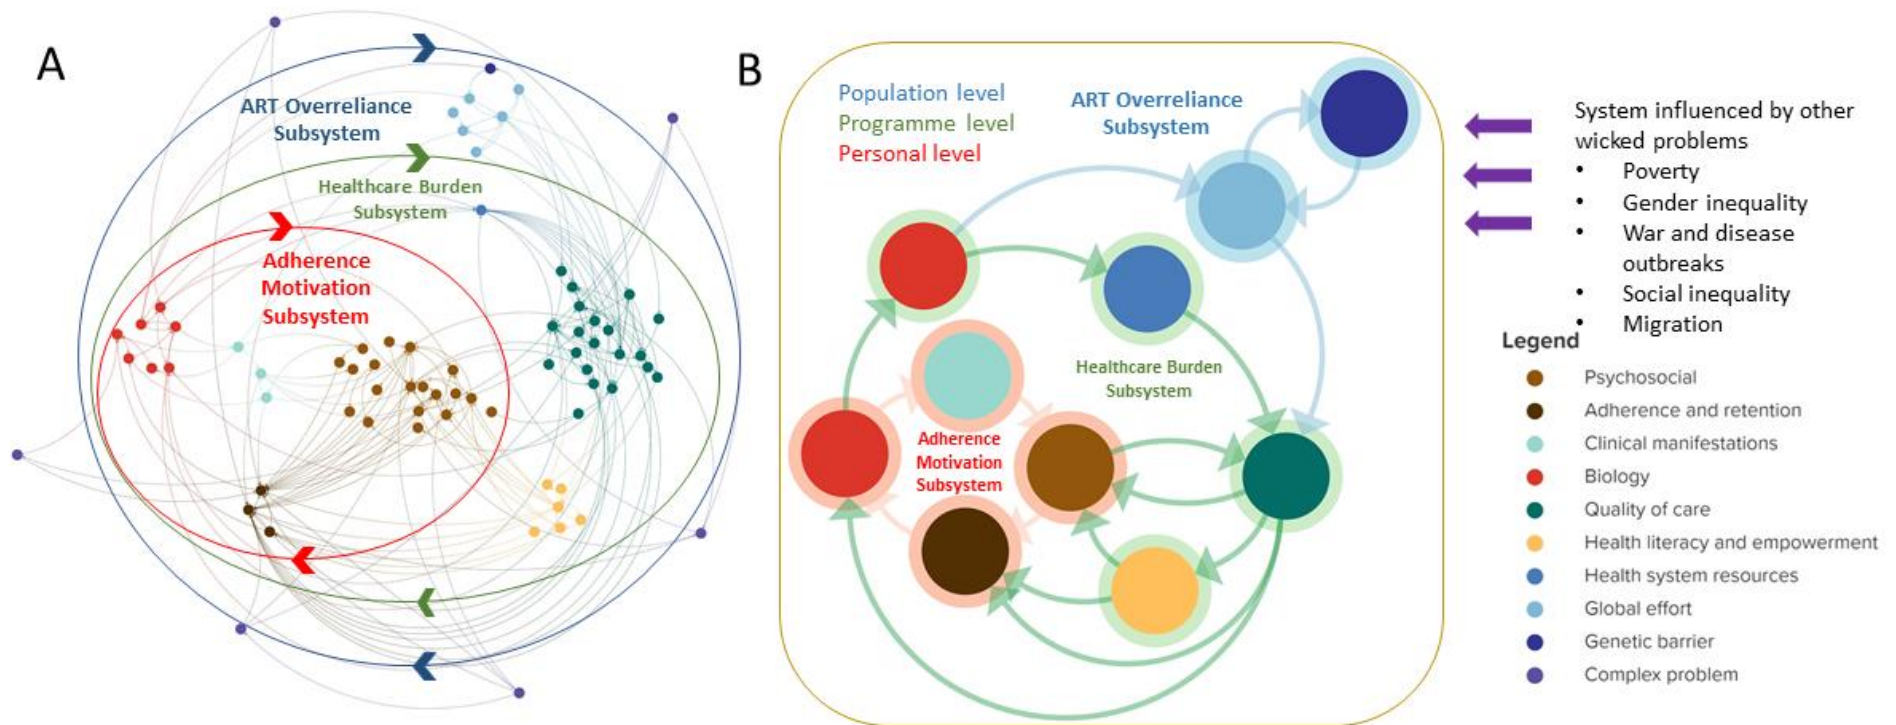 A
ART Overreliance
Subsystem
Healthcare Burden
Subsystem
Adherence
Motivation
Subsystem
B
Population level
Programme level
Personal level
ART Overreliance
Subsystem
Healthcare Burden
Subsystem
Adherence
Motivation
Subsystem
System influenced by other
wicked problems
• Poverty
• Gender inequality
• War and disease
outbreaks
• Social inequality
• Migration
Legend
Psychosocial
Adherence and retention
Clinical manifestations
Biology
Quality of care
Health literacy and empowerment
Health system resources
Global effort
Genetic barrier
Complex problem